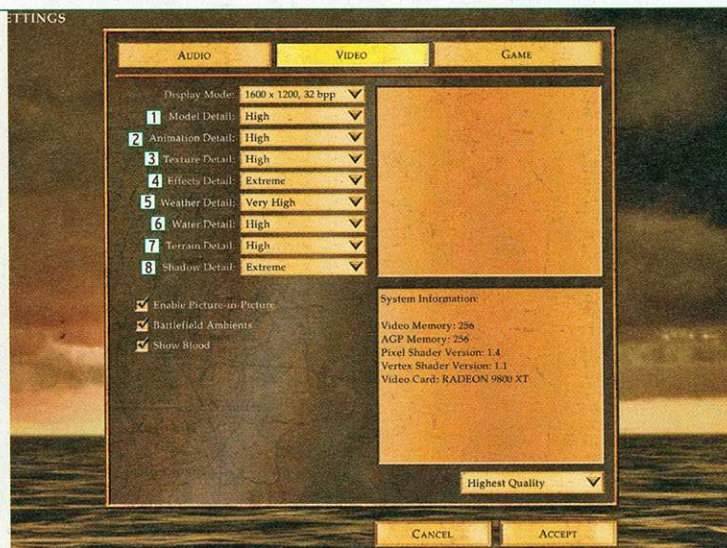 ETTINGS
AUDIO VIDEO GAME
Display Mode: 1600 x 1200, 32 bpp
1 Model Detail: High
2 Animation Detail: High
3 Texture Detail: High
4 Effects Detail: Extreme
5 Weather Detail: Very High
6 Water Detail: High
7 Terrain Detail: High
8 Shadow Detail: Extreme
Enable Picture-in-Picture
Battlefield Ambients
Show Blood
System Information:
Video Memory: 256
AGP Memory: 256
Pixel Shader Version: 1.4
Vertex Shader Version: 1.1
Video Card: RADEON 9800 XT
Highest Quality
CANCEL ACCEPT